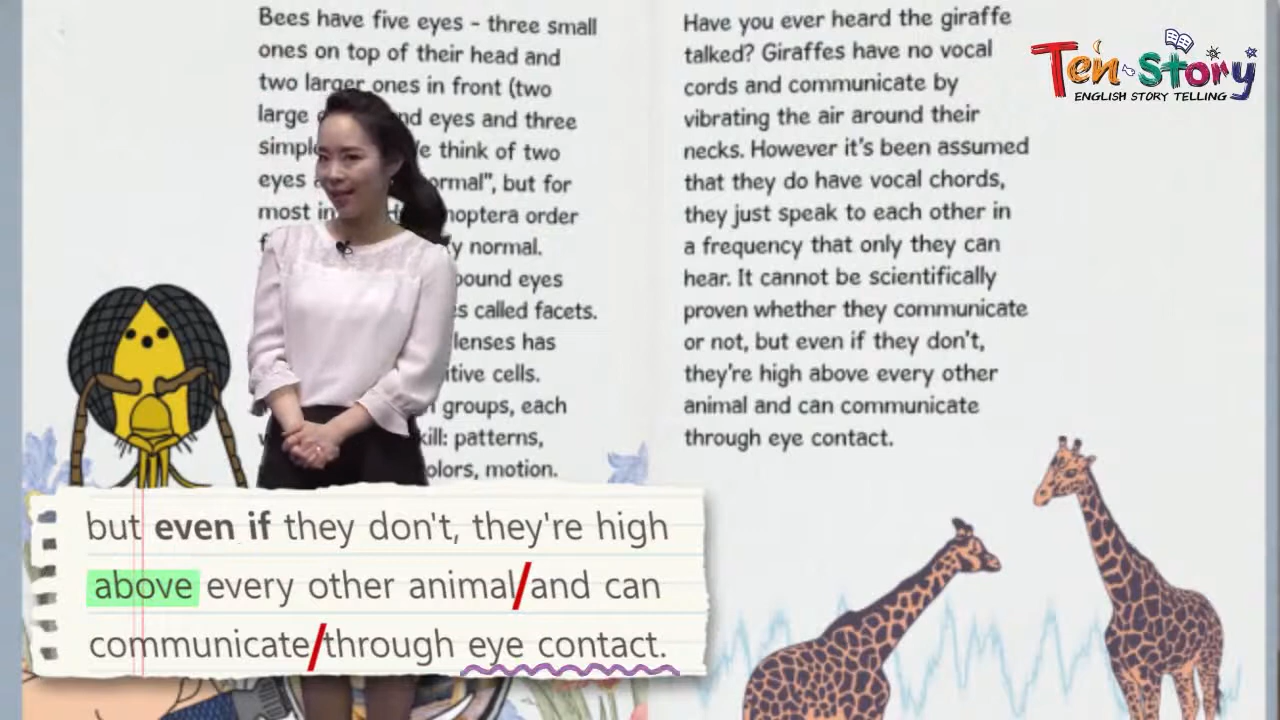 Bees have five eyes - three small
ones on top of their head and
two larger ones in front (two
large nd eyes and three
simpl e think of two
eyes ormal", but for
most in noptera order
f y normal.
ound eyes
s called facets.
lenses has
itive cells.
groups, each
kill: patterns,
olors, motion.
Have you ever heard the giraffe
talked? Giraffes have no vocal
cords and communicate by
vibrating the air around their
necks. However it's been assumed
that they do have vocal chords,
they just speak to each other in
a frequency that only they can
hear. It cannot be scientifically
proven whether they communicate
or not, but even if they don't,
they're high above every other
animal and can communicate
through eye contact.
Ten-Story
ENGLISH STORY TELLING
but even if they don't, they're high
above every other animal/and can
communicate/through eye contact.